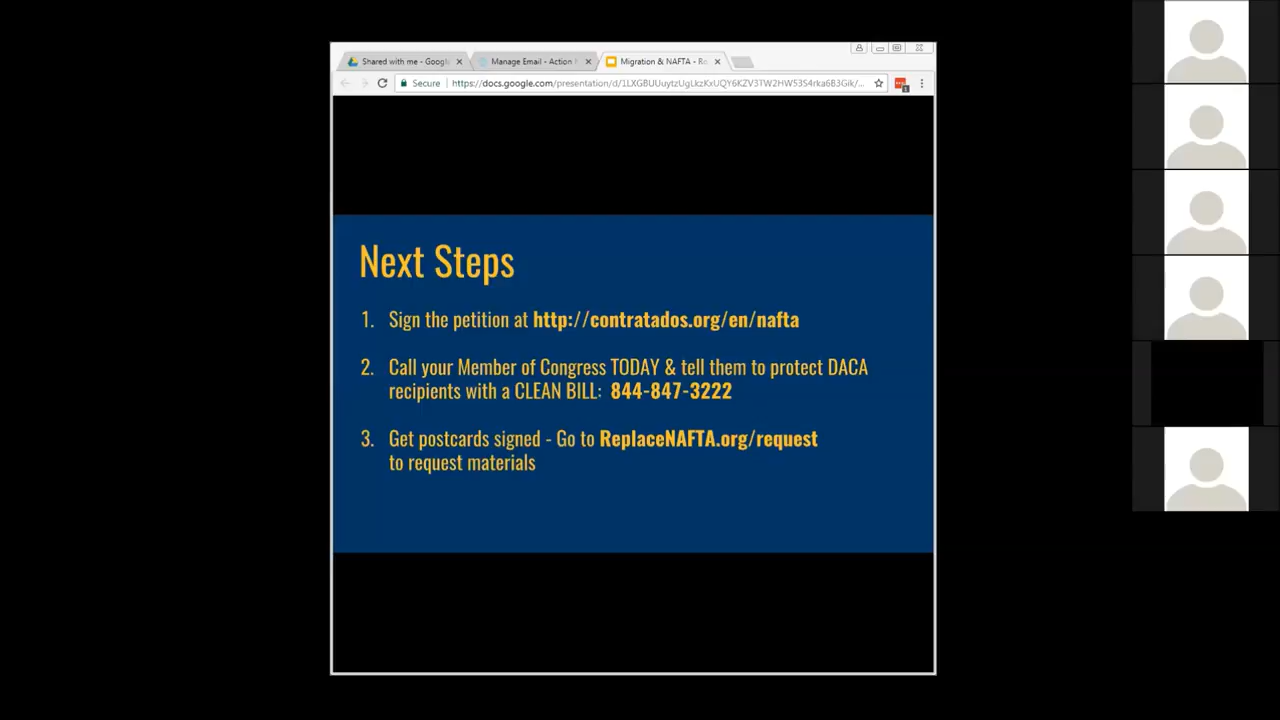 Shared with me - Googl
Manage Email - Action N
Migration & NAFTA - Re
Secure
Next Steps
1. Sign the petition at http://contratados.org/en/nafta
2. Call your Member of Congress TODAY & tell them to protect DACA
recipients with a CLEAN BILL: 844-847-3222
3. Get postcards signed - Go to ReplaceNAFTA.org/request
to request materials